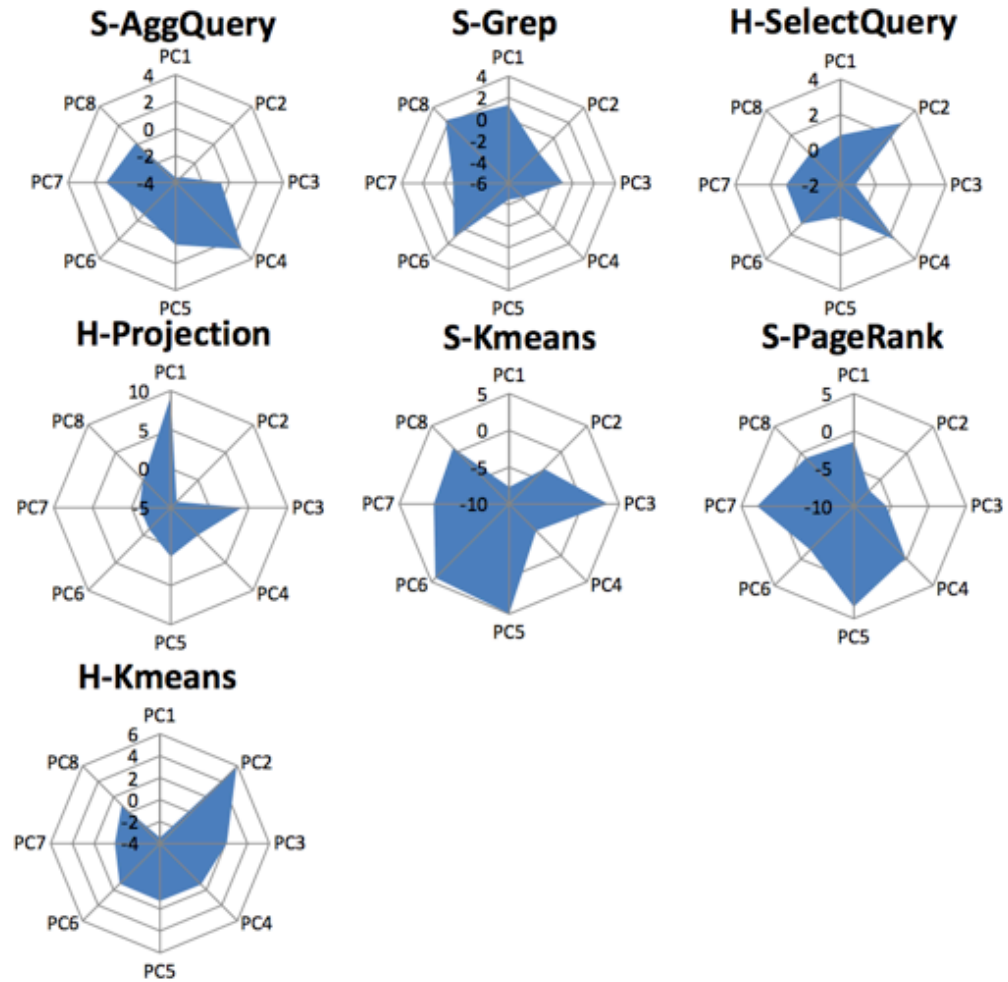 S-AggQuery
PC1
4
PC8
2
PC2
0
-2
PC7
-4
PC3
PC6
PC4
PC5
S-Grep
PC1
4
PC8
2
PC2
0
-2
-4
PC7
-6
PC3
PC6
PC4
PC5
H-SelectQuery
PC1
4
PC8
PC2
2
0
PC7
-2
PC3
PC6
PC4
PC5
H-Projection
PC1
10
PC8
PC2
5
0
PC7
-5
PC3
PC6
PC4
PC5
S-Kmeans
PC1
5
PC8
PC2
0
-5
PC7
-10
PC3
PC6
PC4
PC5
S-PageRank
PC1
5
PC8
PC2
0
-5
PC7
-10
PC3
PC6
PC4
PC5
H-Kmeans
PC1
6
PC8
4
PC2
2
0
-2
PC7
-4
PC3
PC6
PC4
PC5